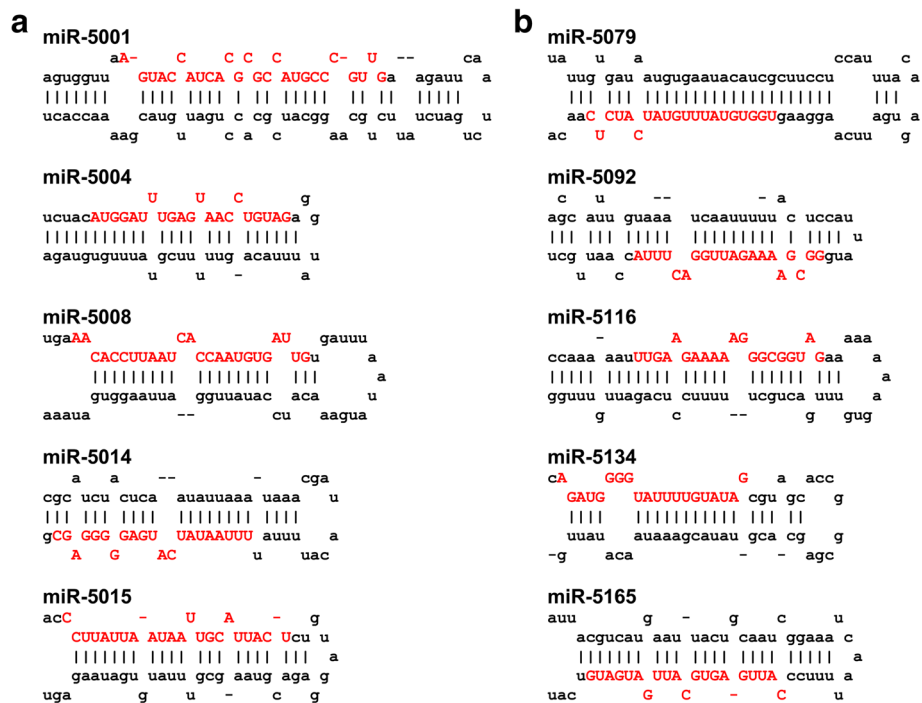 a
miR-5001
aA- C C C C C- U -- ca
agugguu GUAC AUCA G GC AUGCC GU Ga agauu a
||||||| |||| |||| | || ||||| || | |||||
ucaccaa caug uagu c cg uacgg cg cu ucuag u
aag u c a c aa u ua uc
miR-5004
U U C g
ucuacAUGGAU UGAG AAC UGUAG a g
||||||||||| |||| ||| ||||||
agauguguuua gcuu uug acauuu u
u u - a
miR-5008
ugaAA CA AU gauuu
CACCUUAAU CCAAUGUG UGu a
||||||||| |||||||| ||| a
guggaauua gguuauac aca u
aaaua -- cu aagua
miR-5014
a a -- - cga
cgc ucu cuca auauuaaa uaaa u
||| ||| |||| |||||||| ||||
gCG GGG GAGU UAUAAUUU auuu a
A G AC u uac
miR-5015
acC - U A - g
CUUAUUAA AUAA UGC UUAC Ucu u
||||||| |||| ||| |||| ||| a
gaauagu uauu gcg aaug aga g
uga g u - c g
b
miR-5079
ua u a ccau c
uug gau augugaauacaucgcuuccu uua a
||| ||| |||||||||||||||||||| |||
aaC CUA UAUGUUUAUGUGGUgaagga agu a
ac U C acuu g
miR-5092
c u -- - a
agc auu guaaa ucaauuuuu c uccau
||| ||| ||||| ||||||||| | |||| u
ucg uaa cAUUU GGUUAGAAA G GGgua
u c CA A C
miR-5116
- A AG A aaa
ccaaa aauUUGA GAAAA GGCGGU Gaa a
||||| ||||||| ||||| |||||| ||| a
gguuu uuuagacu cuuuu ucguca uuu a
g c -- g gug
miR-5134
cA GGG G a acc
GAUG UAUUUUGUAUA cgu gc g
|||| ||||||||||| ||| ||
uuau auaaagcauau gca cg g
-g aca - - agc
miR-5165
auu g - g c u
acgucau aau uacu caau ggaaa c
||||||| ||| |||| |||| ||||| a
uGUAGUA UUA GUGA GUUA ccuuu a
uac G C - C u